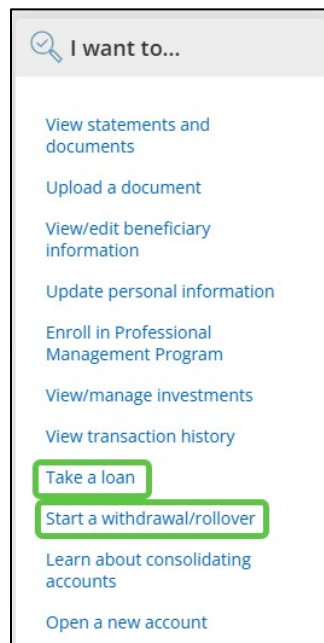 I want to...
View statements and
documents
Upload a document
View/edit beneficiary
information
Update personal information
Enroll in Professional
Management Program
View/manage investments
View transaction history
Take a loan
Start a withdrawal/rollover
Learn about consolidating
accounts
Open a new account